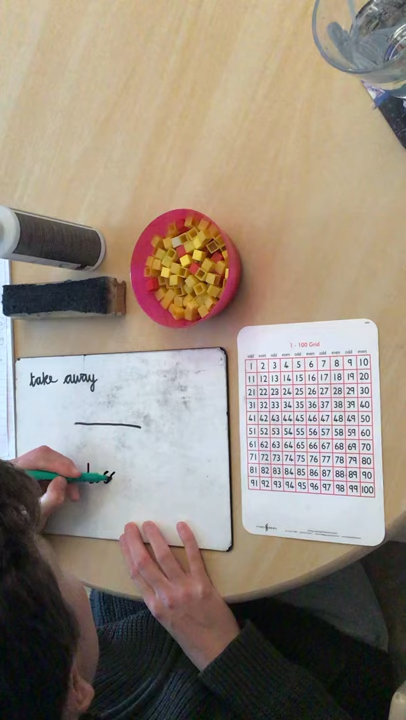 take away
—
1 - 100 Grid
odd even odd even odd even odd even odd even
1 2 3 4 5 6 7 8 9 10
11 12 13 14 15 16 17 18 19 20
21 22 23 24 25 26 27 28 29 30
31 32 33 34 35 36 37 38 39 40
41 42 43 44 45 46 47 48 49 50
51 52 53 54 55 56 57 58 59 60
61 62 63 64 65 66 67 68 69 70
71 72 73 74 75 76 77 78 79 80
81 82 83 84 85 86 87 88 89 90
91 92 93 94 95 96 97 98 99 100